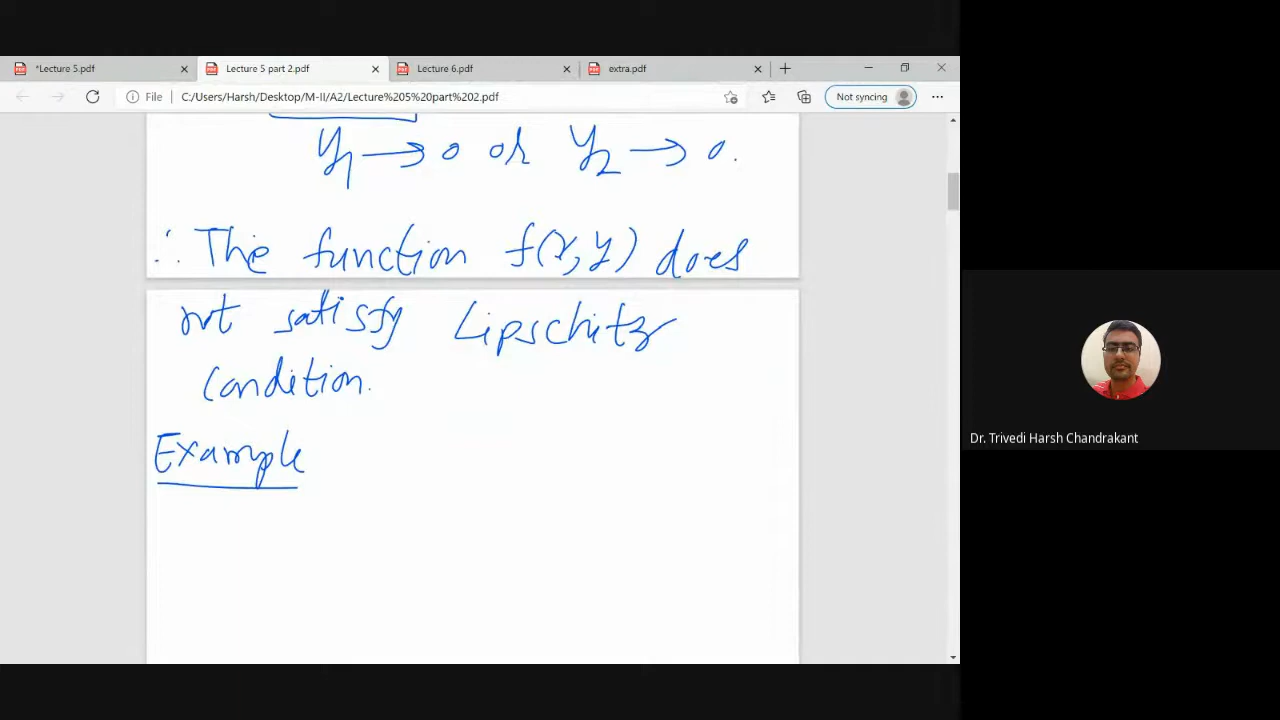 *Lecture 5.pdf
Lecture 5 part 2.pdf
Lecture 6.pdf
extra.pdf
File
C:/Users/Harsh/Desktop/M-II/A2/Lecture%205%20part%202.pdf
Not syncing
y₁ → 0 or y₂ → 0.
∴ The function f(x, y) does
not satisfy Lipschitz
condition.
Example
Dr. Trivedi Harsh Chandrakant